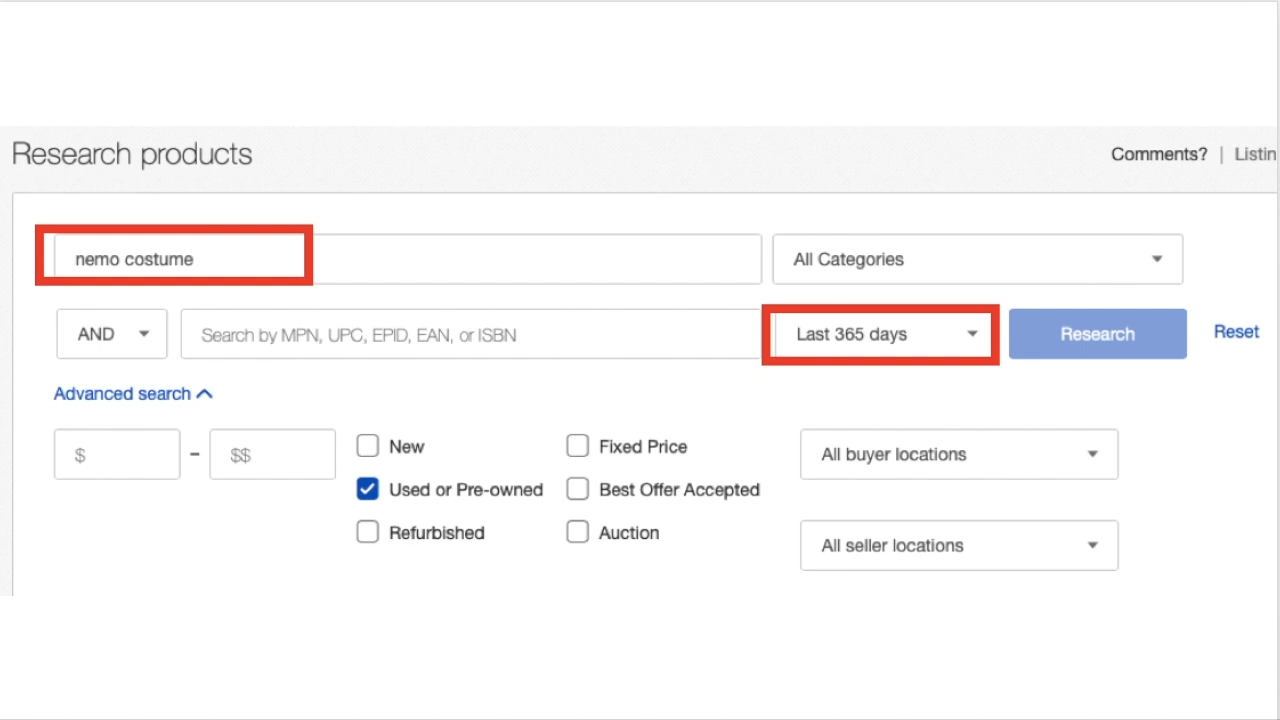 Research products
Comments? | Listin
nemo costume
All Categories
AND
Search by MPN, UPC, EPID, EAN, or ISBN
Last 365 days
Research
Reset
Advanced search
$ - $$
New
Fixed Price
All buyer locations
Used or Pre-owned
Best Offer Accepted
Refurbished
Auction
All seller locations